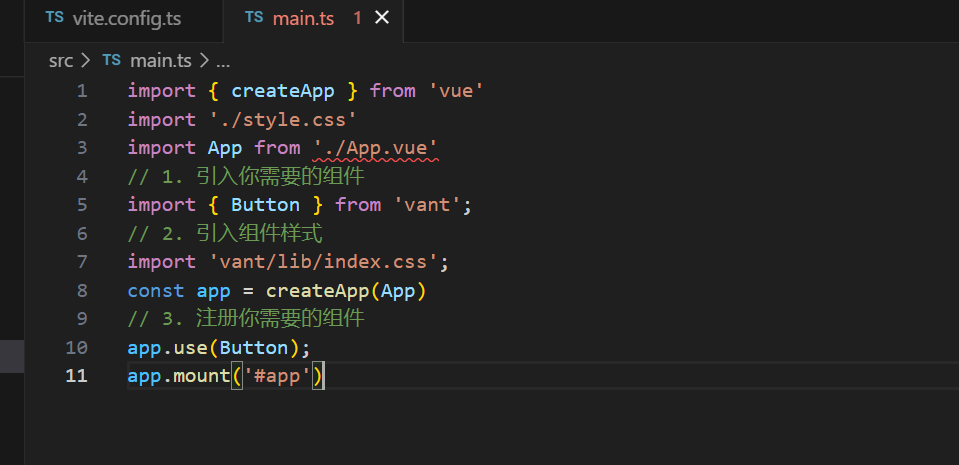 TS vite.config.ts TS main.ts 1 ×
src > TS main.ts > ...
1 import { createApp } from 'vue'
2 import './style.css'
3 import App from './App.vue'
4 // 1. 引入你需要的组件
5 import { Button } from 'vant';
6 // 2. 引入组件样式
7 import 'vant/lib/index.css';
8 const app = createApp(App)
9 // 3. 注册你需要的组件
10 app.use(Button);
11 app.mount('#app')